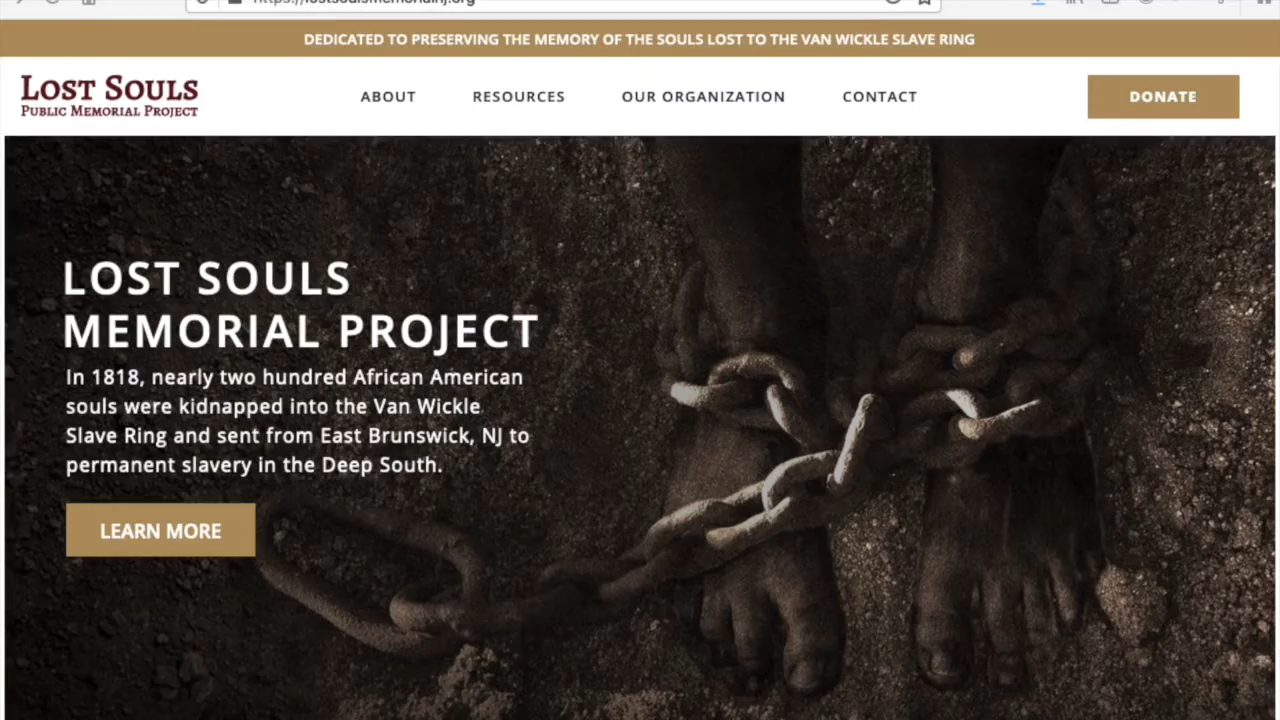 https://lostsoulsmemorialnj.org
DEDICATED TO PRESERVING THE MEMORY OF THE SOULS LOST TO THE VAN WICKLE SLAVE RING
LOST SOULS
PUBLIC MEMORIAL PROJECT
ABOUT
RESOURCES
OUR ORGANIZATION
CONTACT
DONATE
LOST SOULS
MEMORIAL PROJECT
In 1818, nearly two hundred African American
souls were kidnapped into the Van Wickle
Slave Ring and sent from East Brunswick, NJ to
permanent slavery in the Deep South.
LEARN MORE